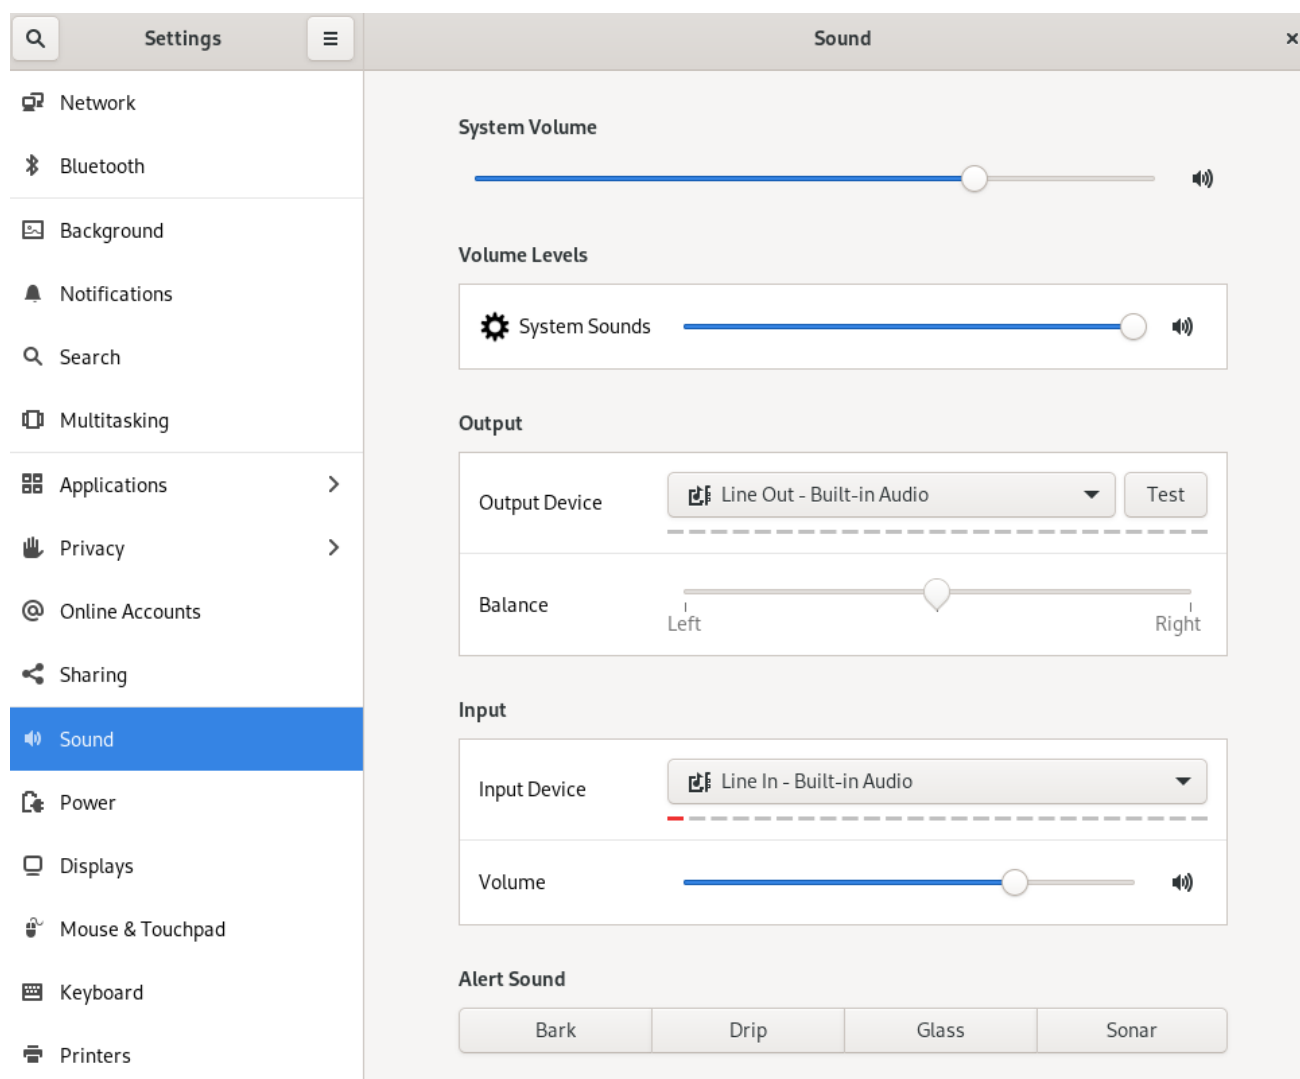 Settings
Sound
Network
Bluetooth
Background
Notifications
Search
Multitasking
Applications
Privacy
Online Accounts
Sharing
Sound
Power
Displays
Mouse & Touchpad
Keyboard
Printers
System Volume
Volume Levels
System Sounds
Output
Output Device
Line Out - Built-in Audio
Test
Balance
Left
Right
Input
Input Device
Line In - Built-in Audio
Volume
Alert Sound
Bark
Drip
Glass
Sonar